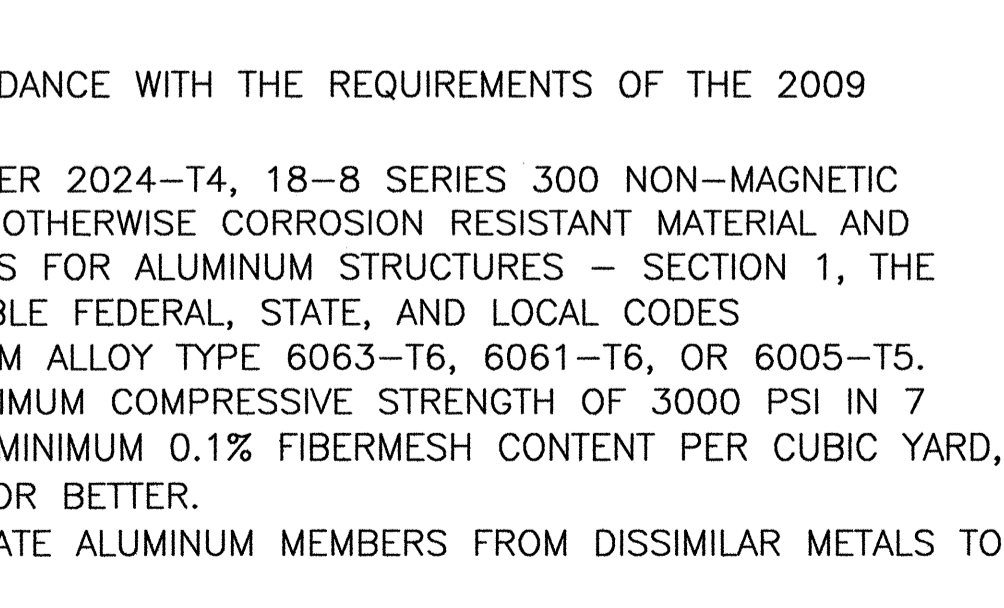 DANCE WITH THE REQUIREMENTS OF THE 2009
ER 2024–T4, 18–8 SERIES 300 NON–MAGNETIC
OTHERWISE CORROSION RESISTANT MATERIAL AND
S FOR ALUMINUM STRUCTURES – SECTION 1, THE
BLE FEDERAL, STATE, AND LOCAL CODES
M ALLOY TYPE 6063–T6, 6061–T6, OR 6005–T5.
IMUM COMPRESSIVE STRENGTH OF 3000 PSI IN 7
MINIMUM 0.1% FIBERMESH CONTENT PER CUBIC YARD,
OR BETTER.
ATE ALUMINUM MEMBERS FROM DISSIMILAR METALS TO